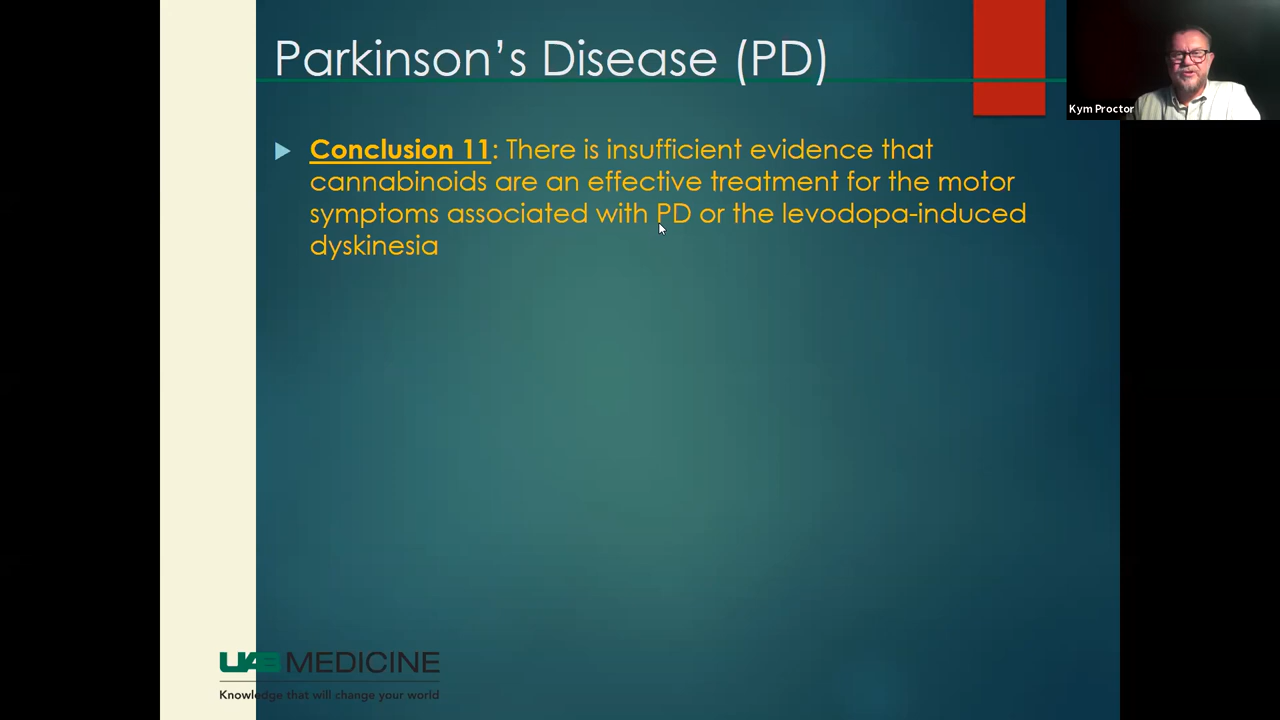 Parkinson’s Disease (PD)
Kym Proctor
Conclusion 11: There is insufficient evidence that
cannabinoids are an effective treatment for the motor
symptoms associated with PD or the levodopa-induced
dyskinesia
UAB MEDICINE
Knowledge that will change your world